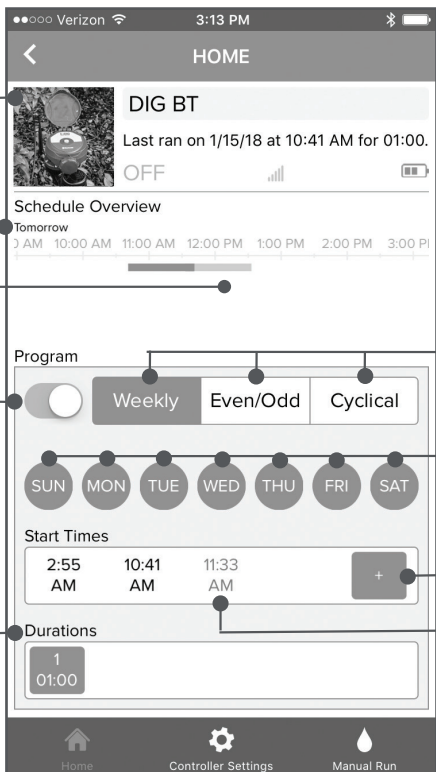 Verizon 3:13 PM
HOME
DIG BT
Last ran on 1/15/18 at 10:41 AM for 01:00.
OFF
Schedule Overview
Tomorrow
0 AM 10:00 AM 11:00 AM 12:00 PM 1:00 PM 2:00 PM 3:00 P
Program
Weekly Even/Odd Cyclical
SUN MON TUE WED THU FRI SAT
Start Times
2:55 10:41 11:33
AM AM AM +
Durations
1
01:00
Home Controller Settings Manual Run